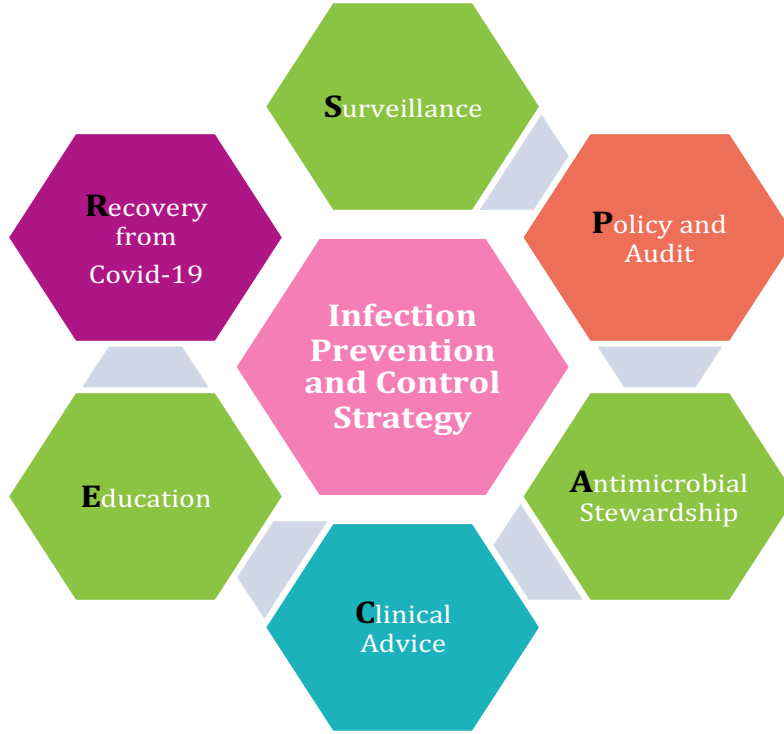 Surveillance
Policy and
Audit
Antimicrobial
Stewardship
Clinical
Advice
Education
Recovery
from
Covid-19
Infection
Prevention
and Control
Strategy